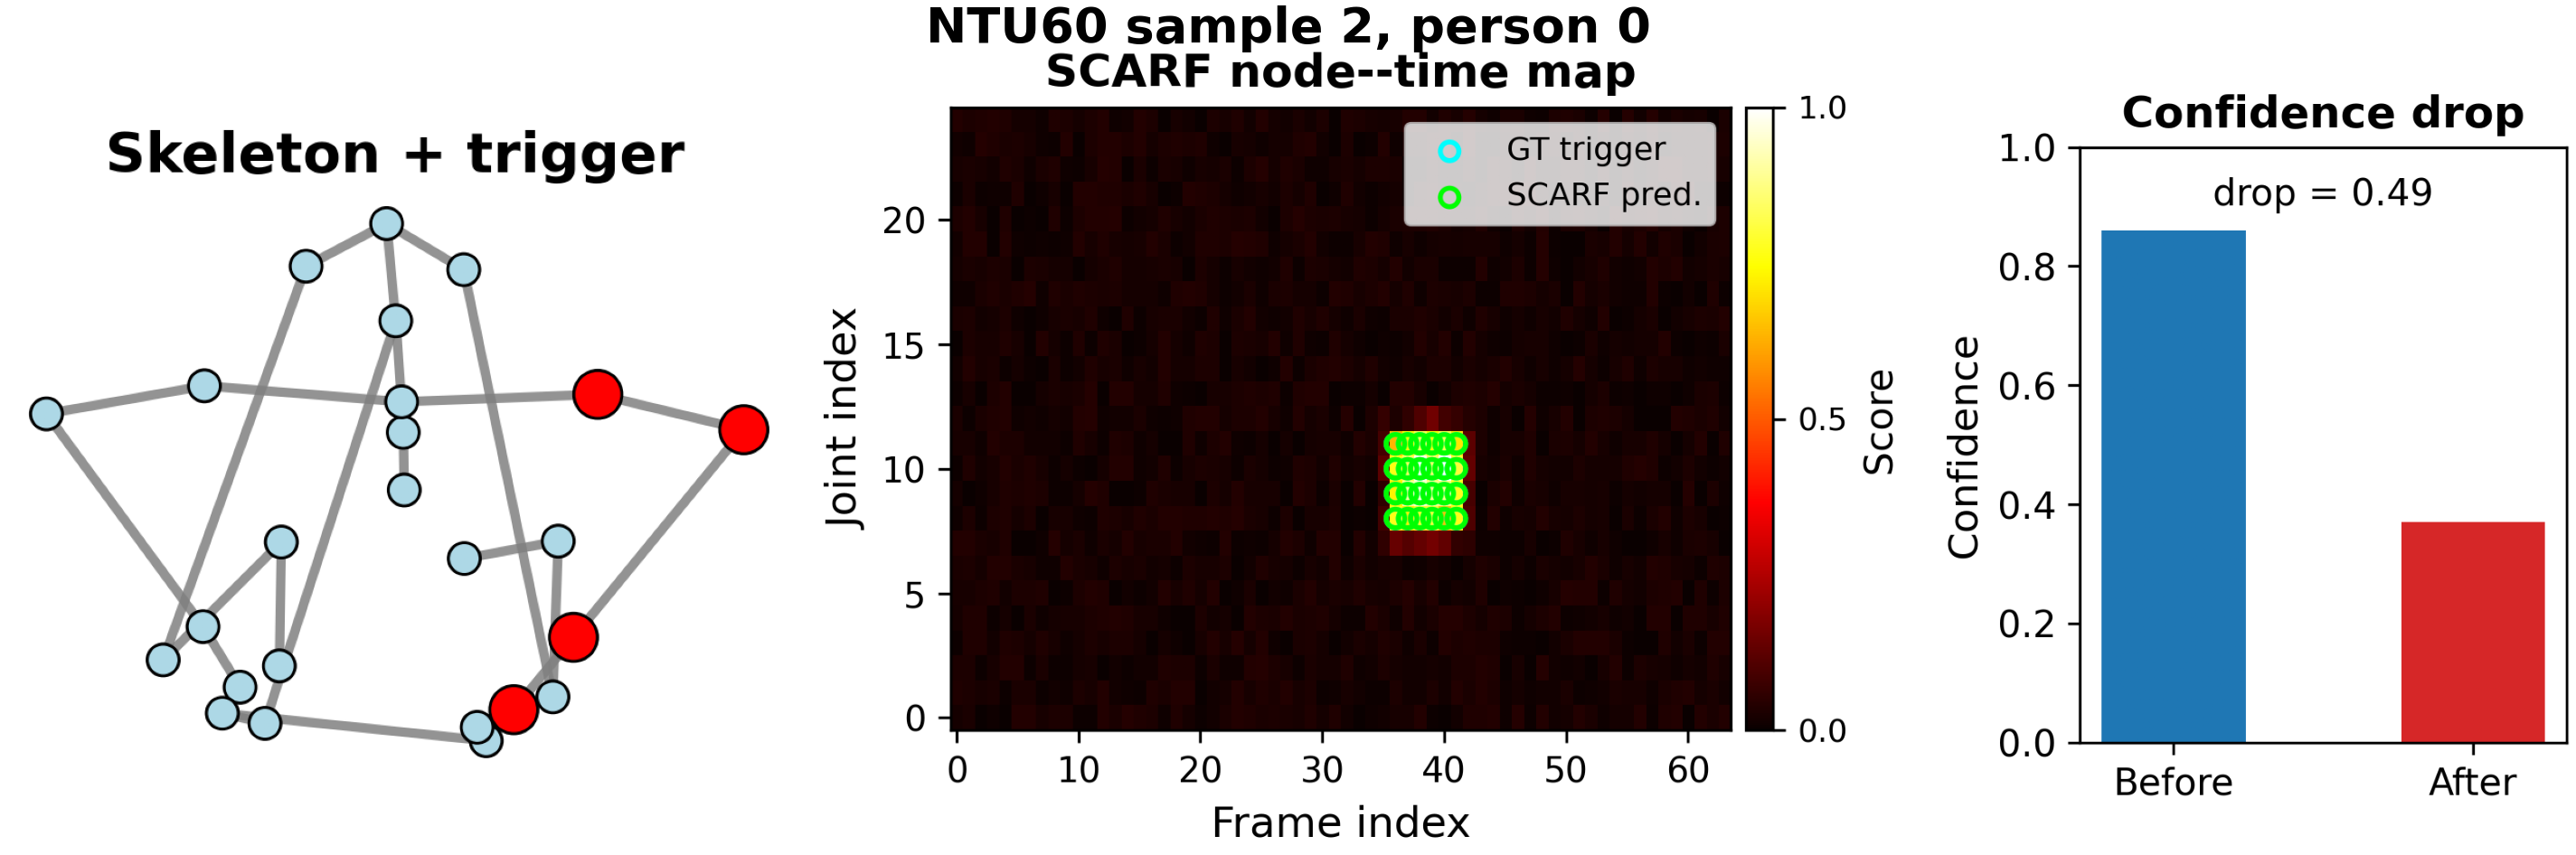 NTU60 sample 2, person 0
Skeleton + trigger
SCARF node--time map
GT trigger
SCARF pred.
Joint index
20
15
10
5
0
0 10 20 30 40 50 60
Frame index
1.0
0.5
0.0
Score
Confidence drop
drop = 0.49
Confidence
1.0
0.8
0.6
0.4
0.2
0.0
Before After